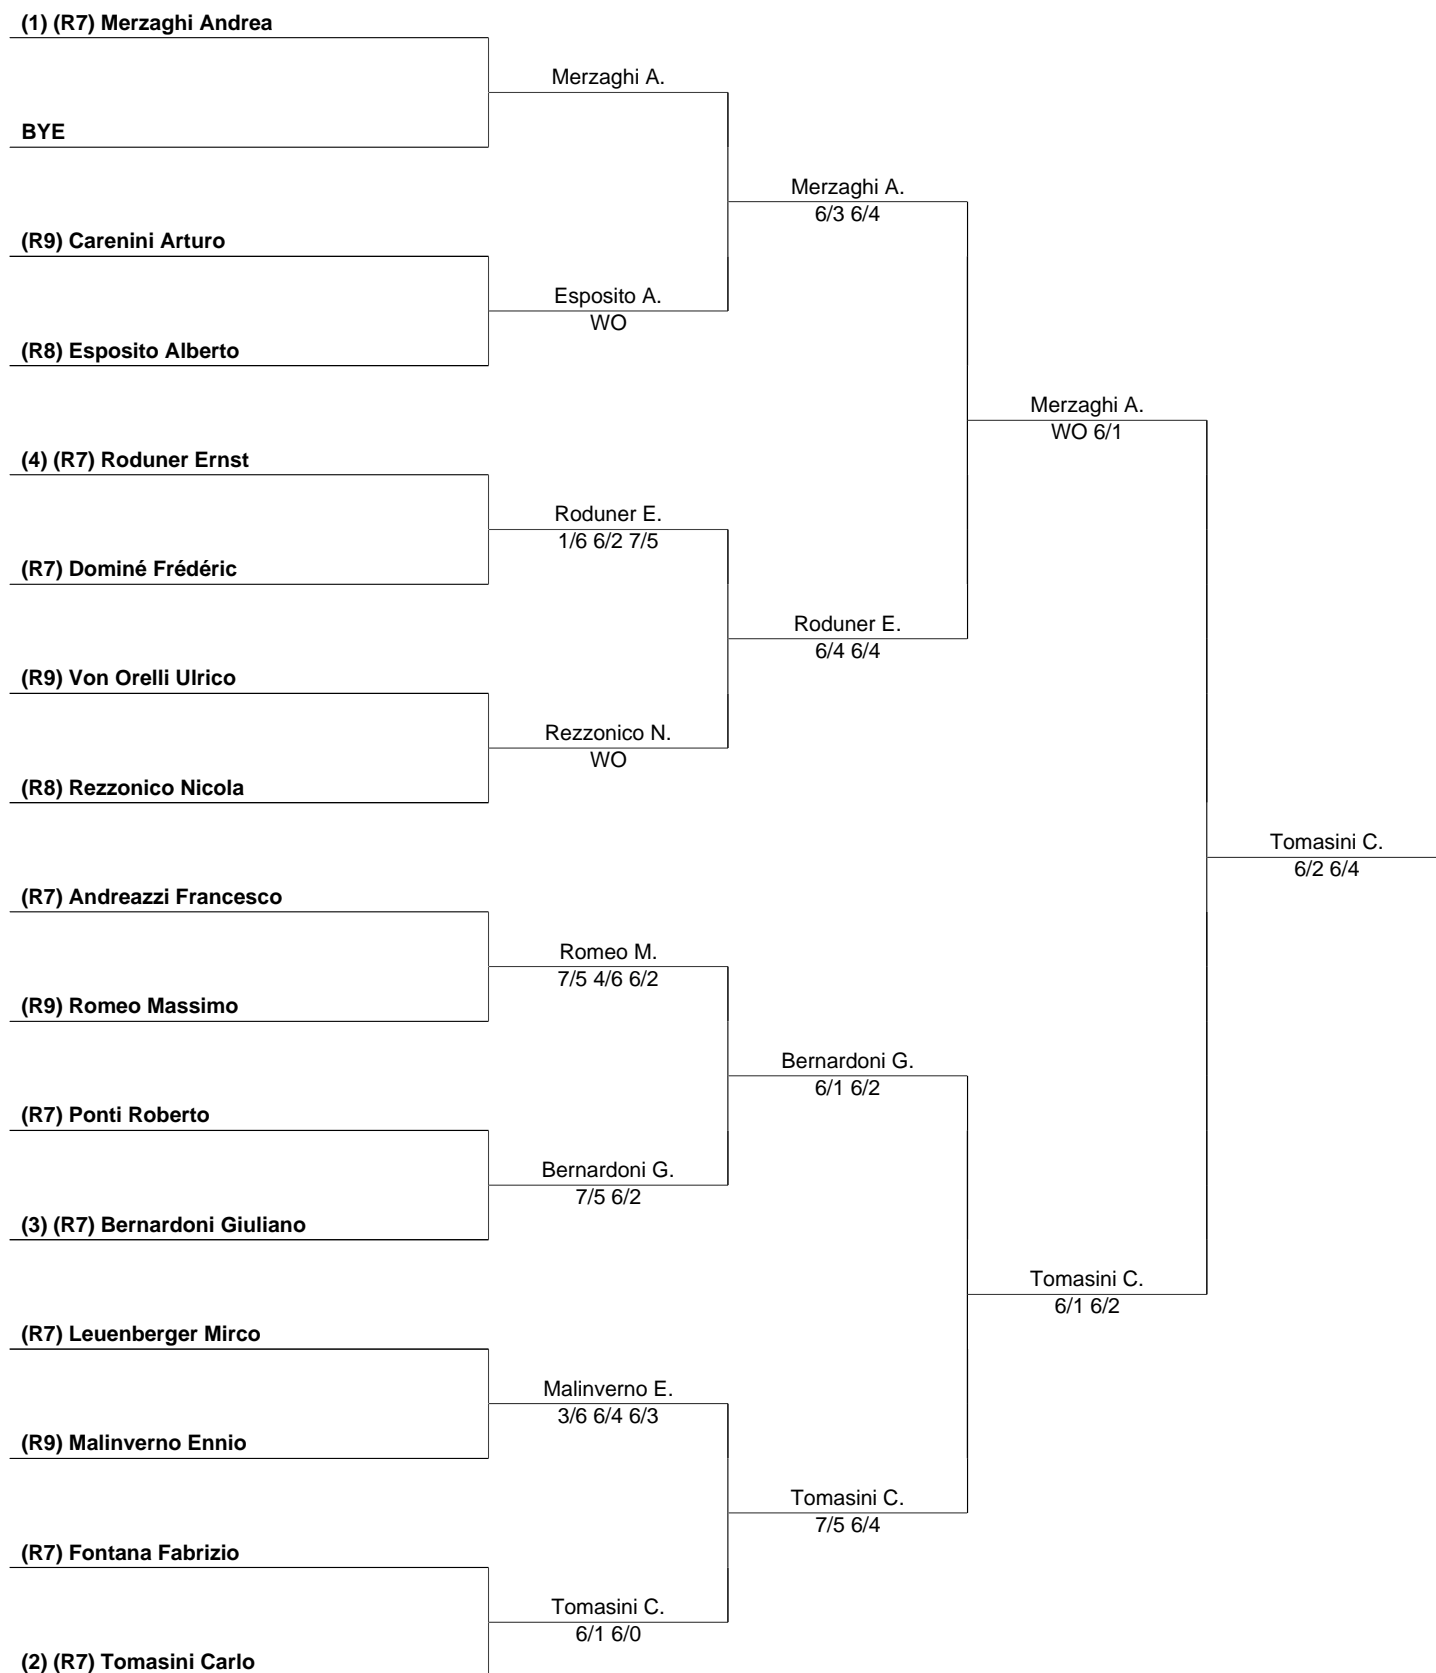 (1) (R7) Merzaghi Andrea
Merzaghi A.
BYE
Merzaghi A.
6/3 6/4
(R9) Carenini Arturo
Esposito A.
WO
(R8) Esposito Alberto
Merzaghi A.
WO 6/1
(4) (R7) Roduner Ernst
Roduner E.
1/6 6/2 7/5
(R7) Dominé Frédéric
Roduner E.
6/4 6/4
(R9) Von Orelli Ulrico
Rezzonico N.
WO
(R8) Rezzonico Nicola
Tomasini C.
6/2 6/4
(R7) Andreazzi Francesco
Romeo M.
7/5 4/6 6/2
(R9) Romeo Massimo
Bernardoni G.
6/1 6/2
(R7) Ponti Roberto
Bernardoni G.
7/5 6/2
(3) (R7) Bernardoni Giuliano
Tomasini C.
6/1 6/2
(R7) Leuenberger Mirco
Malinverno E.
3/6 6/4 6/3
(R9) Malinverno Ennio
Tomasini C.
7/5 6/4
(R7) Fontana Fabrizio
Tomasini C.
6/1 6/0
(2) (R7) Tomasini Carlo